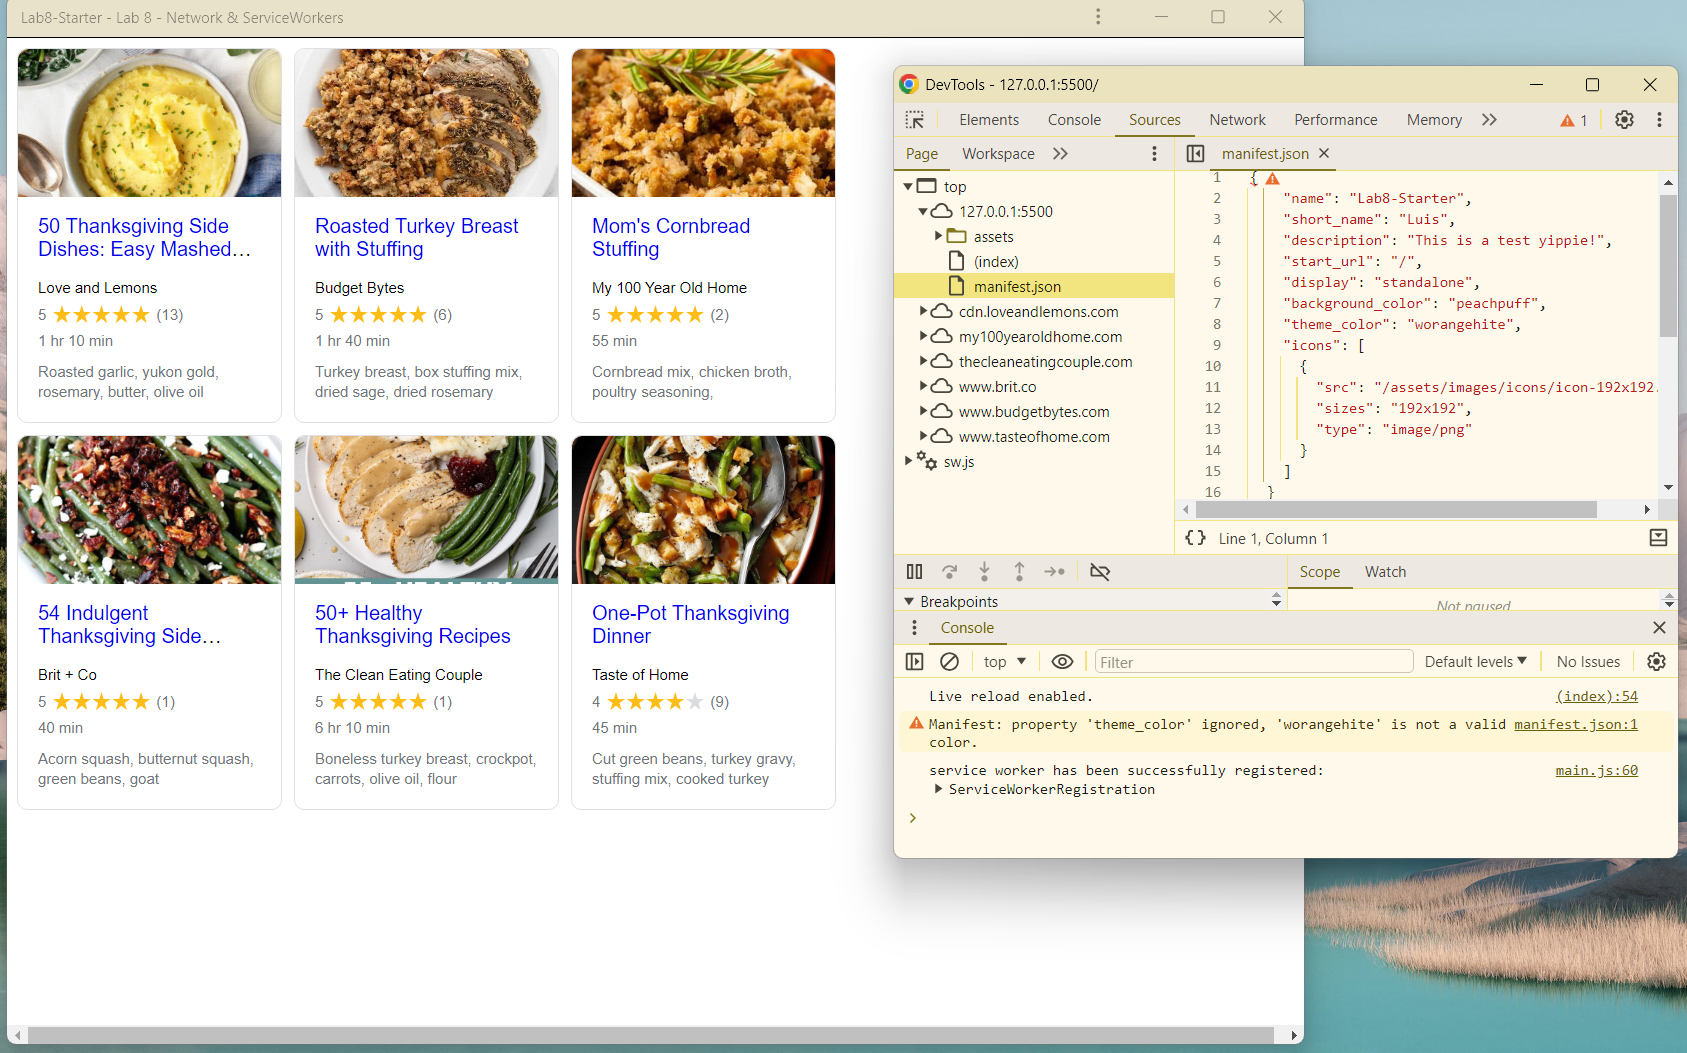 Lab8-Starter - Lab 8 - Network & ServiceWorkers
50 Thanksgiving Side
Dishes: Easy Mashed…
Love and Lemons
5 ★★★★★ (13)
1 hr 10 min
Roasted garlic, yukon gold,
rosemary, butter, olive oil
Roasted Turkey Breast
with Stuffing
Budget Bytes
5 ★★★★★ (6)
1 hr 40 min
Turkey breast, box stuffing mix,
dried sage, dried rosemary
Mom's Cornbread
Stuffing
My 100 Year Old Home
5 ★★★★★ (2)
55 min
Cornbread mix, chicken broth,
poultry seasoning,
54 Indulgent
Thanksgiving Side…
Brit + Co
5 ★★★★★ (1)
40 min
Acorn squash, butternut squash,
green beans, goat
50+ Healthy
Thanksgiving Recipes
The Clean Eating Couple
5 ★★★★★ (1)
6 hr 10 min
Boneless turkey breast, crockpot,
carrots, olive oil, flour
One-Pot Thanksgiving
Dinner
Taste of Home
4 ★★★★★ (9)
45 min
Cut green beans, turkey gravy,
stuffing mix, cooked turkey
DevTools - 127.0.0.1:5500/
Elements Console Sources Network Performance Memory 1
Page Workspace
manifest.json
top
127.0.0.1:5500
assets
(index)
manifest.json
cdn.loveandlemons.com
my100yearoldhome.com
thecleaneatingcouple.com
www.brit.co
www.budgetbytes.com
www.tasteofhome.com
sw.js
1 {
2 "name": "Lab8-Starter",
3 "short_name": "Luis",
4 "description": "This is a test yippie!",
5 "start_url": "/",
6 "display": "standalone",
7 "background_color": "peachpuff",
8 "theme_color": "worangehite",
9 "icons": [
10 {
11 "src": "/assets/images/icons/icon-192x192.
12 "sizes": "192x192",
13 "type": "image/png"
14 }
15 ]
16 }
{} Line 1, Column 1
Scope Watch
Breakpoints
Not paused
Console
top Filter Default levels No Issues
Live reload enabled. (index):54
Manifest: property 'theme_color' ignored, 'worangehite' is not a valid manifest.json:1
color.
service worker has been successfully registered: main.js:60
ServiceWorkerRegistration